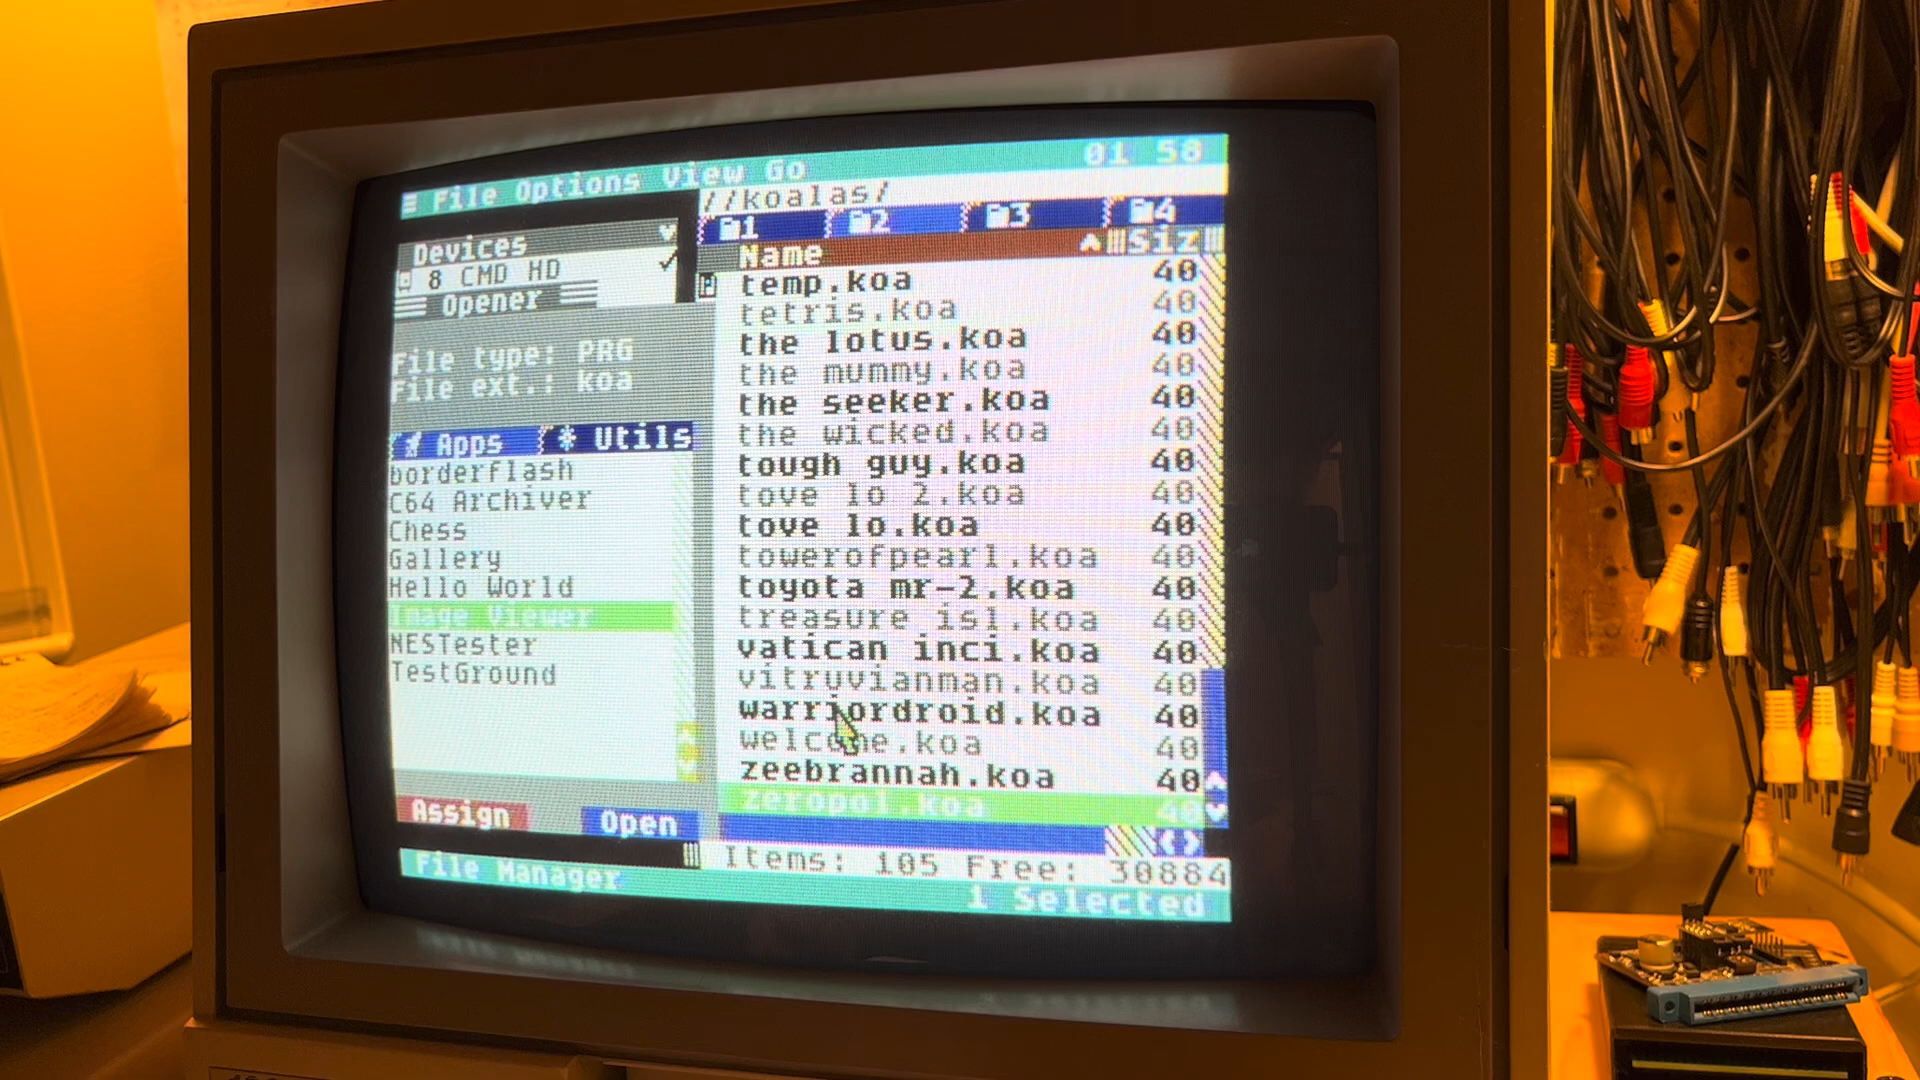 File Options View Go 01 58
//koalas/
1 2 3 4
Devices
8 CMD HD
Opener
File type: PRG
File ext.: koa
Apps Utils
borderflash
C64 Archiver
Chess
Gallery
Hello World
Image Viewer
NESTester
TestGround
Assign Open
Name Siz
temp.koa 40
tetris.koa 40
the lotus.koa 40
the mummy.koa 40
the seeker.koa 40
the wicked.koa 40
tough guy.koa 40
tove lo 2.koa 40
tove lo.koa 40
towerofpearl.koa 40
toyota mr-2.koa 40
treasure isl.koa 40
vatican inci.koa 40
vitruvianman.koa 40
warriordroid.koa 40
welcome.koa 40
zeebrannah.koa 40
zeropol.koa 40
Items: 105 Free: 30884
File Manager
1 Selected